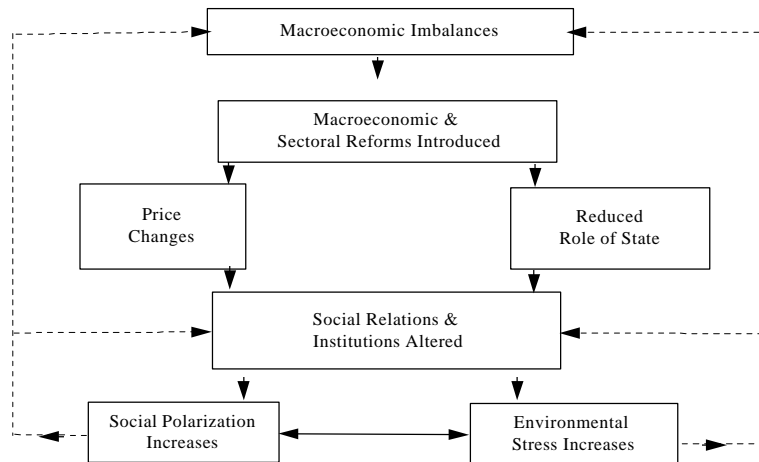 Macroeconomic Imbalances
Macroeconomic &
Sectoral Reforms Introduced
Price
Changes
Reduced
Role of State
Social Relations &
Institutions Altered
Social Polarization
Increases
Environmental
Stress Increases